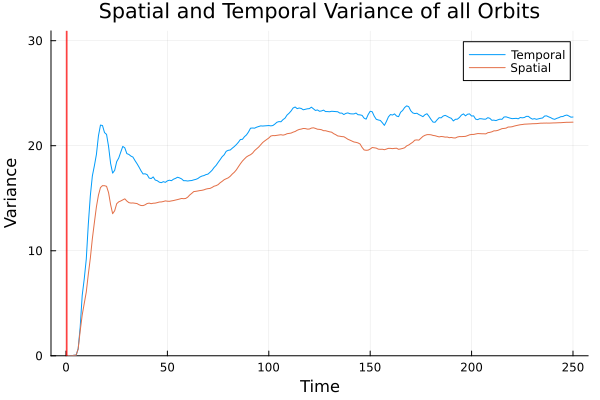 Spatial and Temporal Variance of all Orbits
30
Temporal
Spatial
20
Variance
10
0
0 50 100 150 200 250
Time